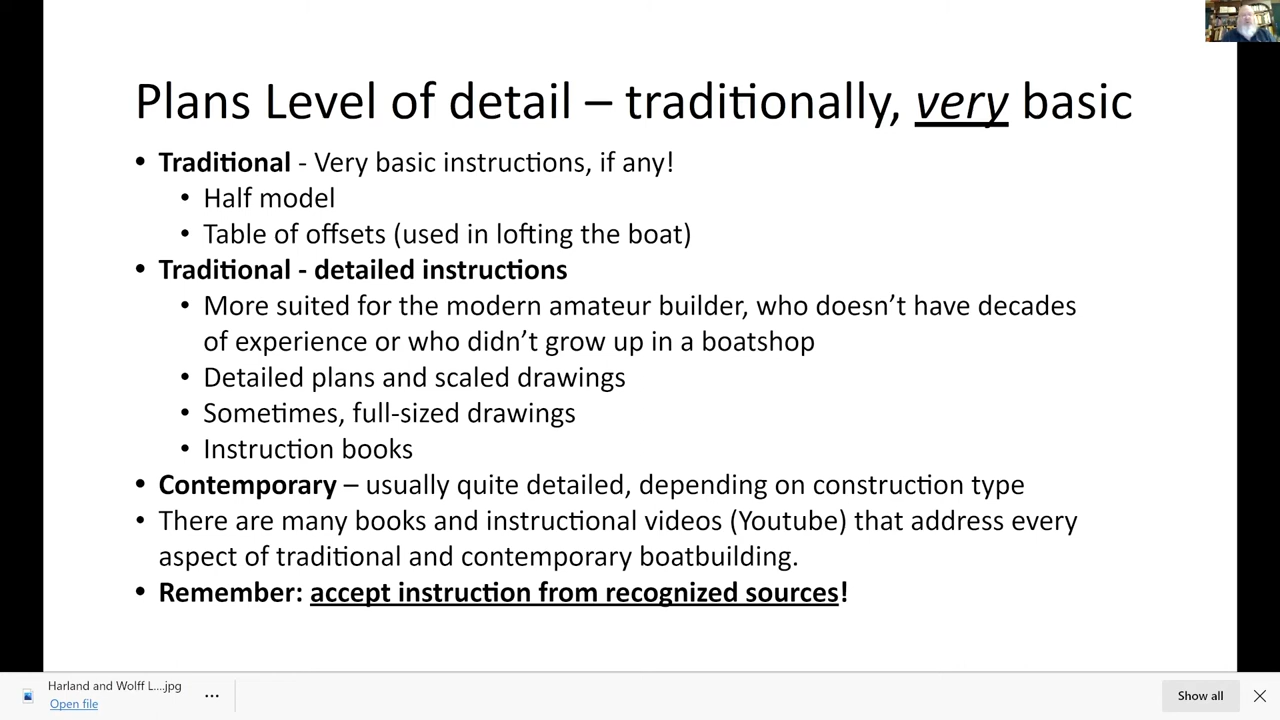 Plans Level of detail – traditionally, very basic
• Traditional - Very basic instructions, if any!
• Half model
• Table of offsets (used in lofting the boat)
• Traditional - detailed instructions
• More suited for the modern amateur builder, who doesn’t have decades
of experience or who didn’t grow up in a boatshop
• Detailed plans and scaled drawings
• Sometimes, full-sized drawings
• Instruction books
• Contemporary – usually quite detailed, depending on construction type
• There are many books and instructional videos (Youtube) that address every
aspect of traditional and contemporary boatbuilding.
• Remember: accept instruction from recognized sources!
Harland and Wolff L....jpg
Open file
Show all